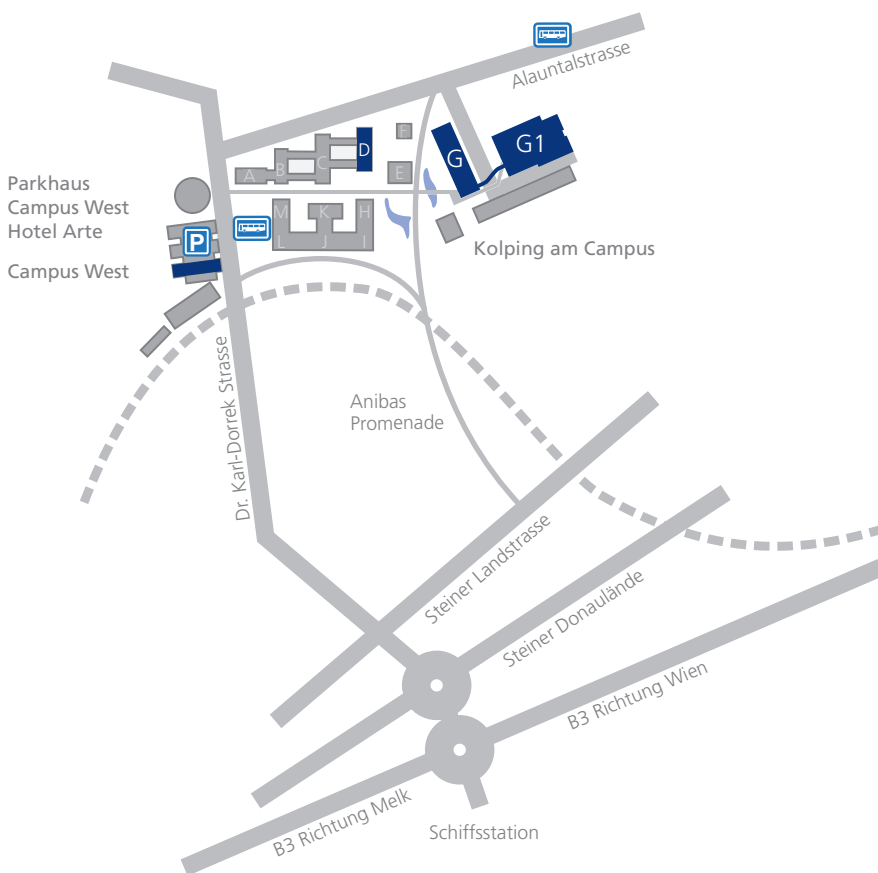 Alauntalstrasse
F
D
G
G1
C
B
A
E
Parkhaus
Campus West
Hotel Arte
Campus West
P
M
K
H
L
J
I
Kolping am Campus
Dr. Karl-Dorrek Strasse
Anibas
Promenade
Steiner Landstrasse
Steiner Donaulände
B3 Richtung Wien
B3 Richtung Melk
Schiffsstation